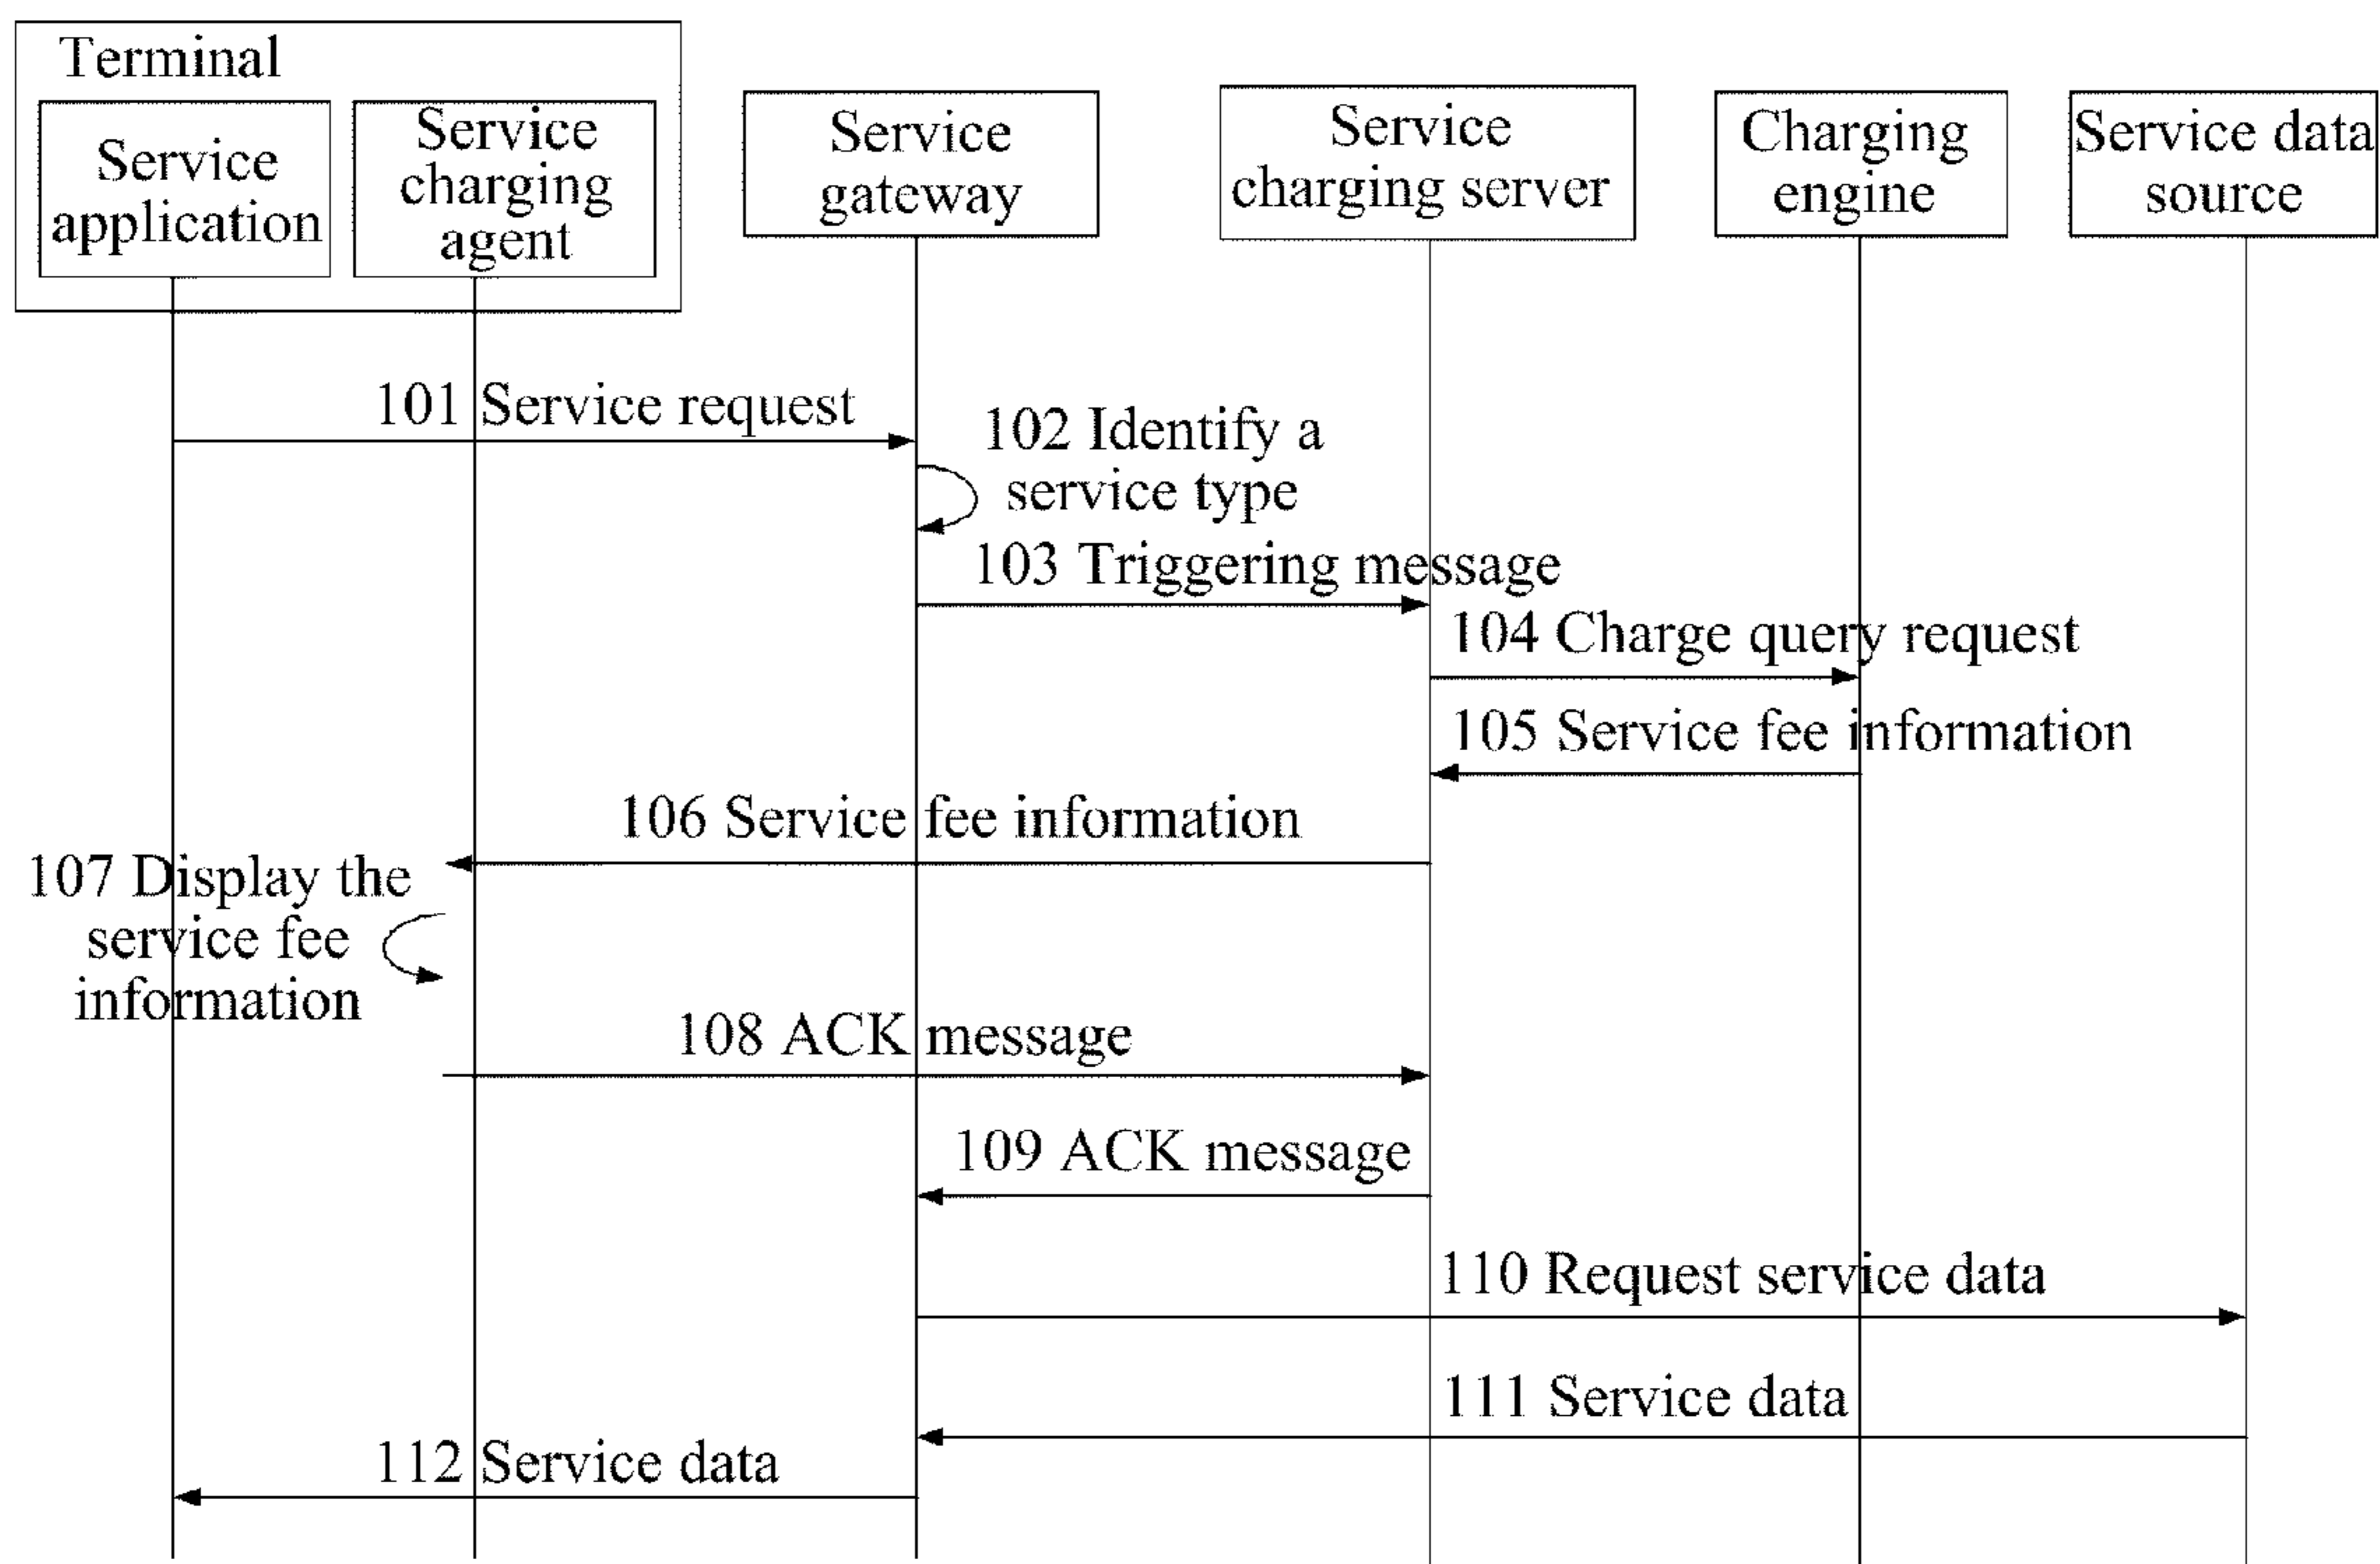 Terminal
Service
application
Service
charging
agent
Service
gateway
Service
charging server
Charging
engine
Service data
source
101 Service request
102 Identify a
service type
103 Triggering message
104 Charge query request
105 Service fee information
106 Service fee information
107 Display the
service fee
information
108 ACK message
109 ACK message
110 Request service data
111 Service data
112 Service data